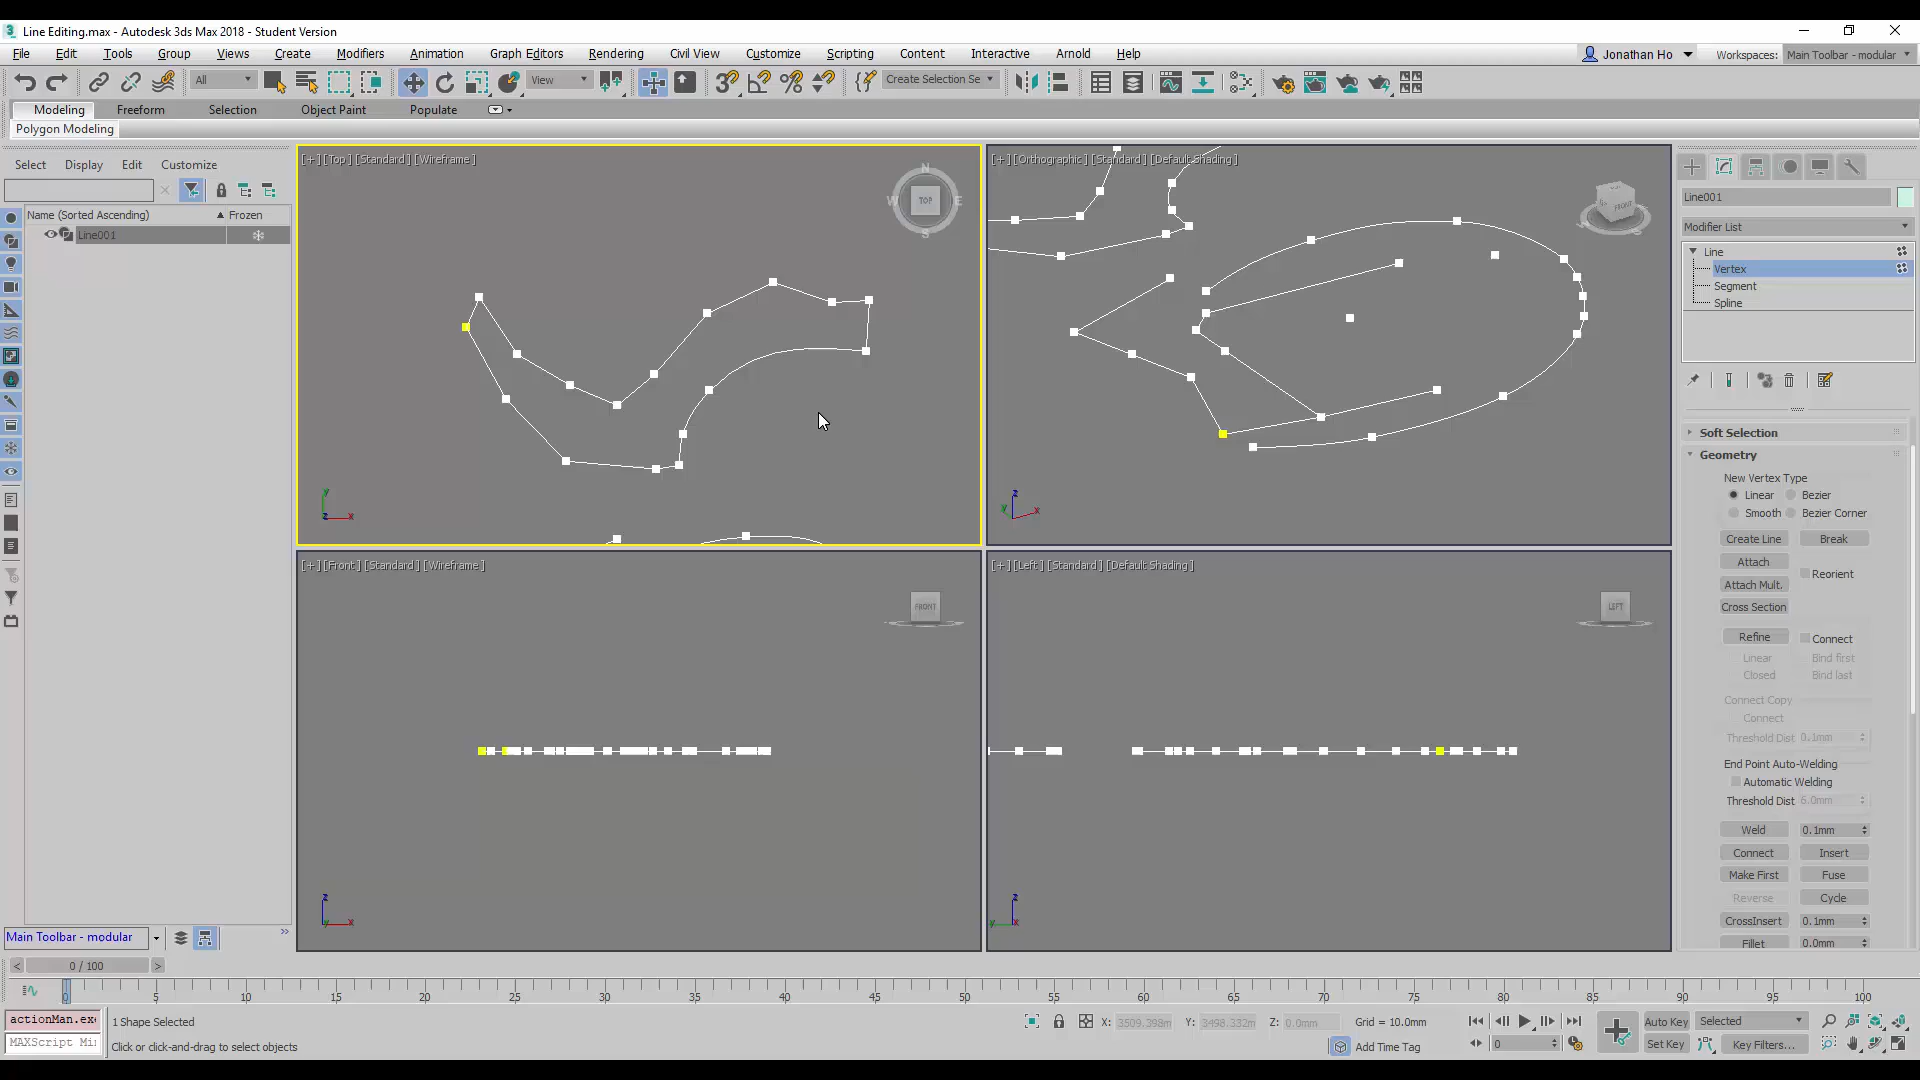 Line Editing.max - Autodesk 3ds Max 2018 - Student Version
File Edit Tools Group Views Create Modifiers Animation Graph Editors Rendering Civil View Customize Scripting Content Interactive Arnold Help
Jonathan Ho Workspaces: Main Toolbar - modular
All View Create Selection Se
Modeling Freeform Selection Object Paint Populate
Polygon Modeling
Select Display Edit Customize
Name (Sorted Ascending) Frozen
Line001
[+] [Top] [Standard] [Wireframe]
N
W TOP E
S
y
z x
[+] [Orthographic] [Standard] [Default Shading]
FRONT
z
y x
[+] [Front] [Standard] [Wireframe]
FRONT
z
y x
[+] [Left] [Standard] [Default Shading]
LEFT
z
y x
Line001
Modifier List
Line
Vertex
Segment
Spline
Soft Selection
Geometry
New Vertex Type
Linear Bezier
Smooth Bezier Corner
Create Line Break
Attach
Reorient
Attach Mult.
Cross Section
Refine Connect
Linear Bind first
Closed Bind last
Connect Copy
Connect
Threshold Dist 0.1mm
End Point Auto-Welding
Automatic Welding
Threshold Dist 6.0mm
Weld 0.1mm
Connect Insert
Make First Fuse
Reverse Cycle
CrossInsert 0.1mm
Fillet 0.0mm
Main Toolbar - modular
< 0 / 100 >
0 5 10 15 20 25 30 35 40 45 50 55 60 65 70 75 80 85 90 95 100
actionMan.exe 1 Shape Selected X: 3509.398m Y: 3498.332m Z: 0.0mm Grid = 10.0mm Auto Key Selected
MAXScript Mi Click or click-and-drag to select objects Add Time Tag 0 Set Key Key Filters...